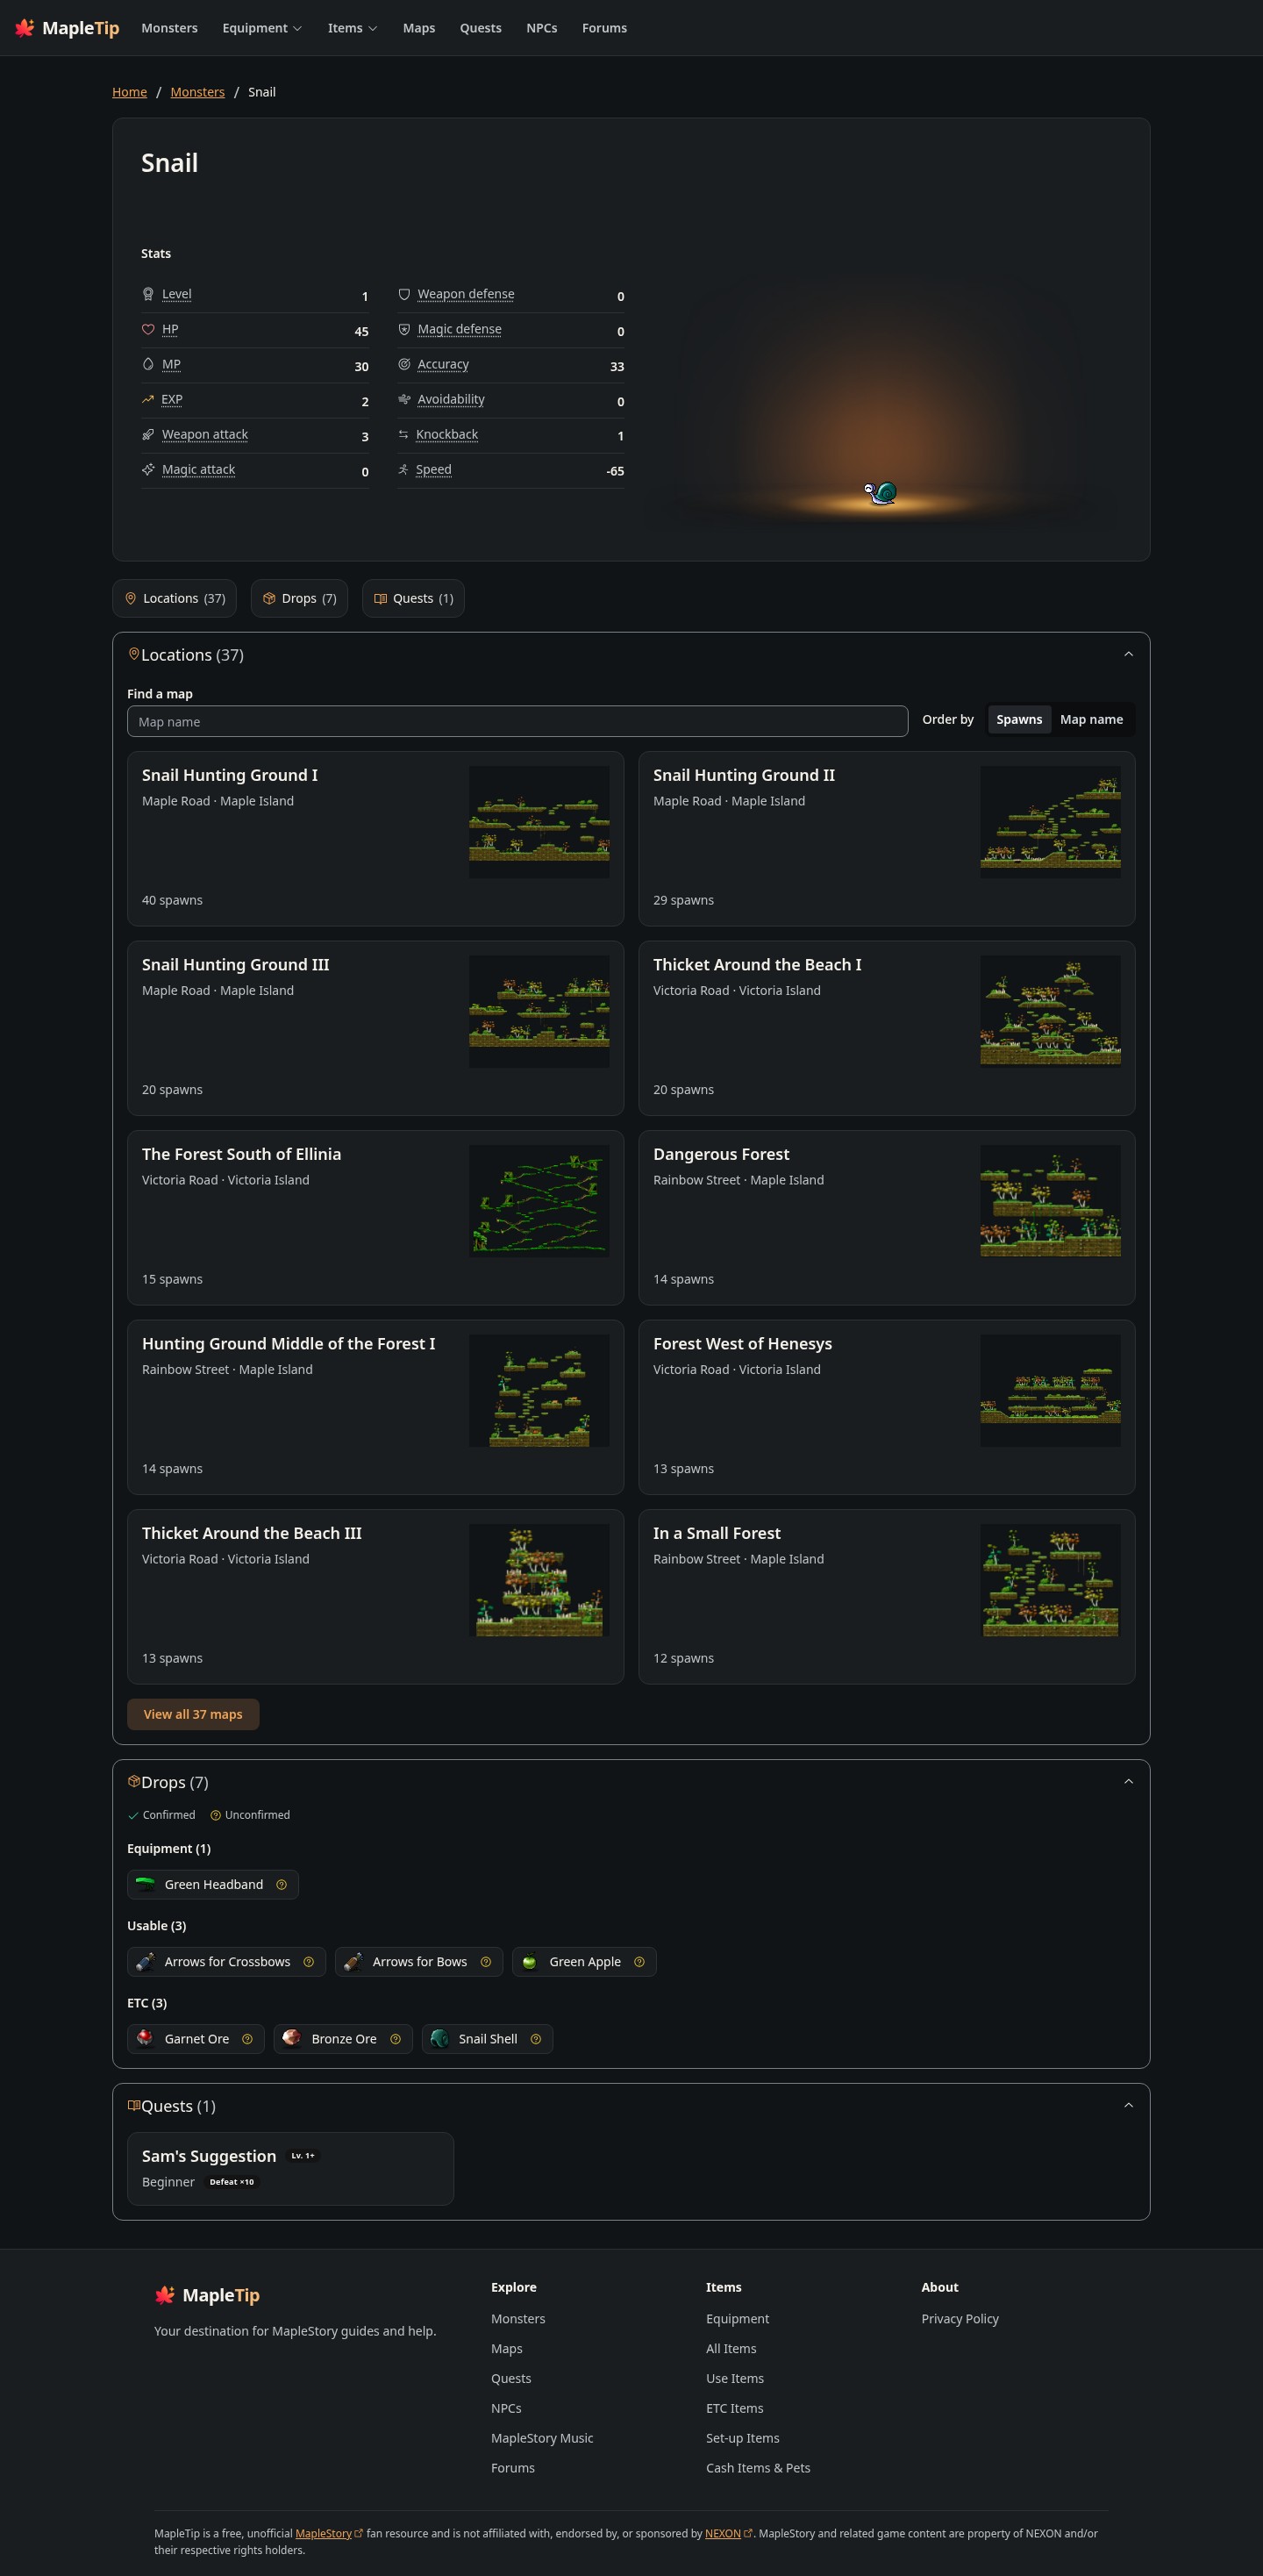 MapleTip Monsters Equipment Items Maps Quests NPCs Forums
Home / Monsters / Snail
Snail
Stats
Level 1 Weapon defense 0
HP 45 Magic defense 0
MP 30 Accuracy 33
EXP 2 Avoidability 0
Weapon attack 3 Knockback 1
Magic attack 0 Speed -65
Locations (37) Drops (7) Quests (1)
Locations (37)
Find a map
Map name Order by Spawns Map name
Snail Hunting Ground I
Maple Road · Maple Island
40 spawns
Snail Hunting Ground II
Maple Road · Maple Island
29 spawns
Snail Hunting Ground III
Maple Road · Maple Island
20 spawns
Thicket Around the Beach I
Victoria Road · Victoria Island
20 spawns
The Forest South of Ellinia
Victoria Road · Victoria Island
15 spawns
Dangerous Forest
Rainbow Street · Maple Island
14 spawns
Hunting Ground Middle of the Forest I
Rainbow Street · Maple Island
14 spawns
Forest West of Henesys
Victoria Road · Victoria Island
13 spawns
Thicket Around the Beach III
Victoria Road · Victoria Island
13 spawns
In a Small Forest
Rainbow Street · Maple Island
12 spawns
View all 37 maps
Drops (7)
Confirmed Unconfirmed
Equipment (1)
Green Headband
Usable (3)
Arrows for Crossbows Arrows for Bows Green Apple
ETC (3)
Garnet Ore Bronze Ore Snail Shell
Quests (1)
Sam's Suggestion Lv. 1+
Beginner Defeat ×10
MapleTip
Your destination for MapleStory guides and help.
Explore
Monsters
Maps
Quests
NPCs
MapleStory Music
Forums
Items
Equipment
All Items
Use Items
ETC Items
Set-up Items
Cash Items & Pets
About
Privacy Policy
MapleTip is a free, unofficial MapleStory fan resource and is not affiliated with, endorsed by, or sponsored by NEXON. MapleStory and related game content are property of NEXON and/or
their respective rights holders.